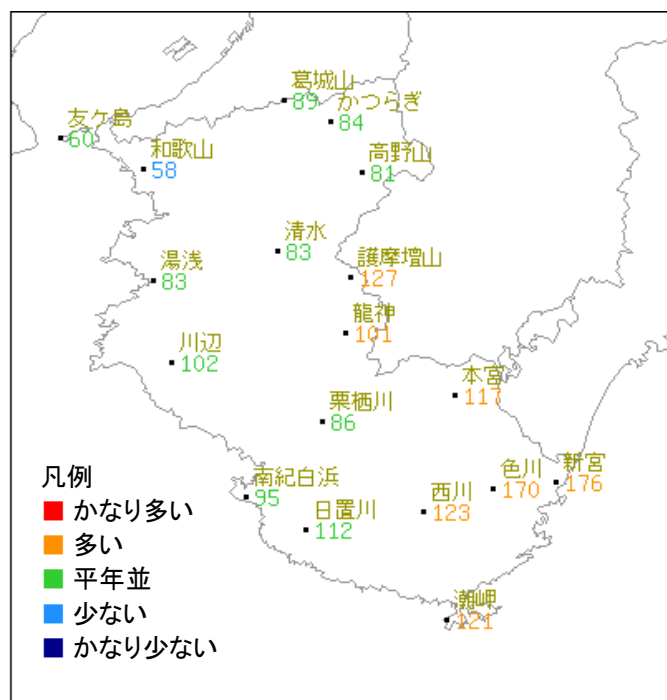 葛城山
89
かつらぎ
84
友ケ島
60
和歌山
58
高野山
81
清水
83
湯浅
83
護摩壇山
127
龍神
101
川辺
102
本宮
117
栗栖川
86
南紀白浜
95
日置川
112
西川
123
色川
170
新宮
176
潮岬
121
凡例
かなり多い
多い
平年並
少ない
かなり少ない